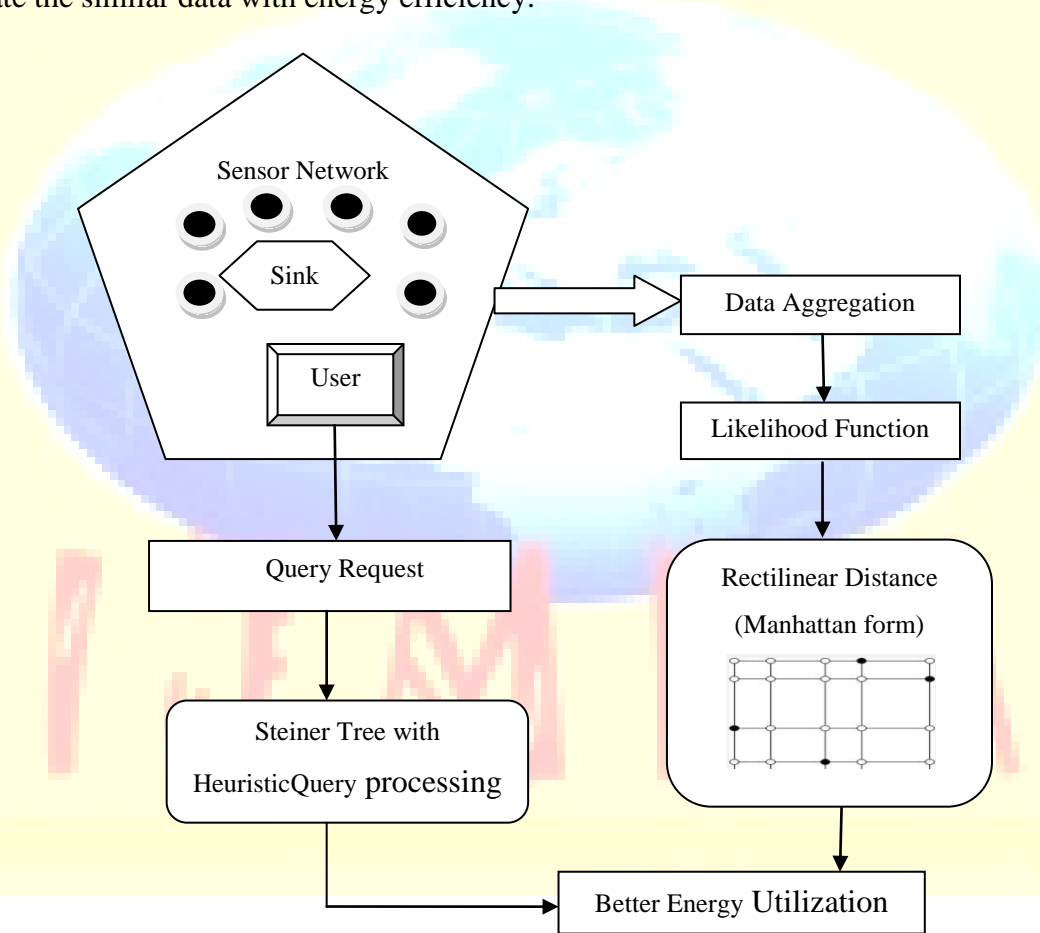 ate the similar data with energy efficiency.
Sensor Network
Sink
User
Data Aggregation
Likelihood Function
Query Request
Rectilinear Distance
(Manhattan form)
Steiner Tree with
HeuristicQuery processing
Better Energy Utilization